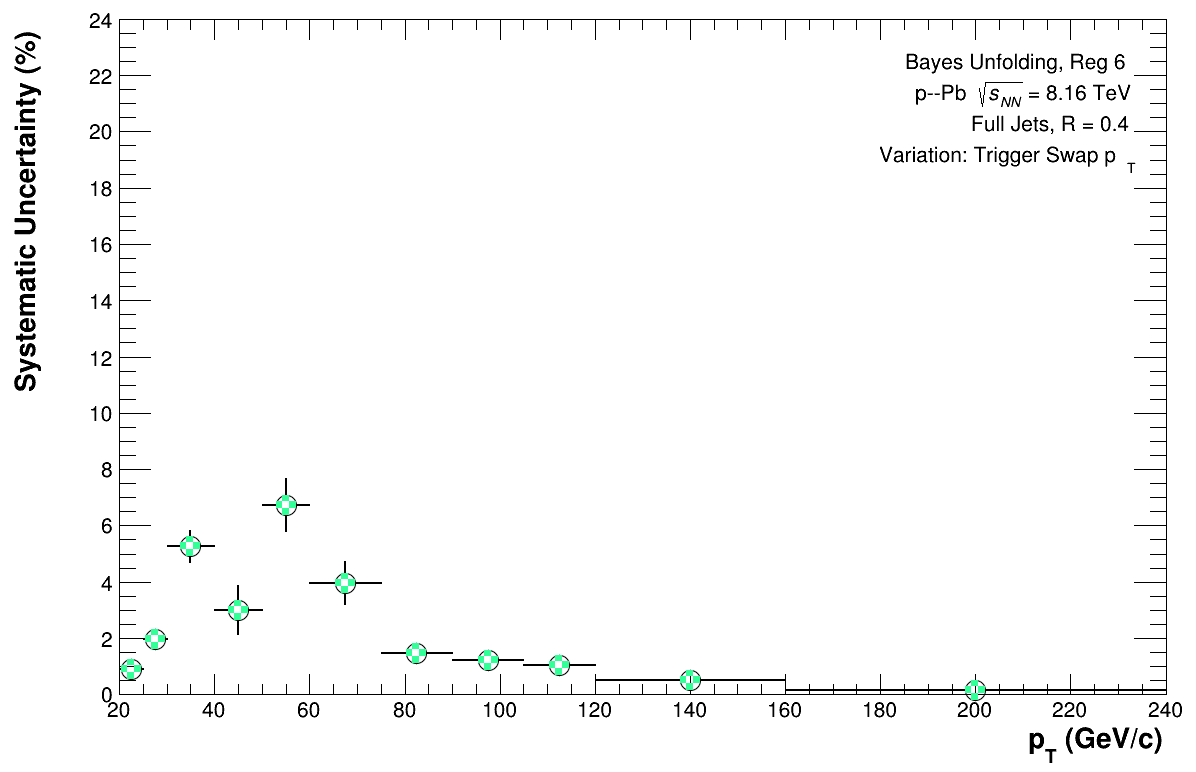 Systematic Uncertainty (%)
24
22
20
18
16
14
12
10
8
6
4
2
0
Bayes Unfolding, Reg 6
p--Pb √sNN = 8.16 TeV
Full Jets, R = 0.4
Variation: Trigger Swap p T
20 40 60 80 100 120 140 160 180 200 220 240
pT (GeV/c)